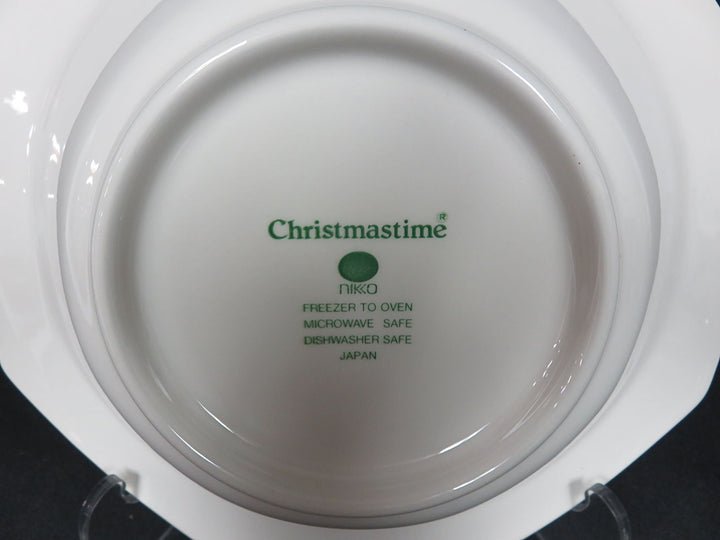 Christmastime®
nikko
FREEZER TO OVEN
MICROWAVE SAFE
DISHWASHER SAFE
JAPAN